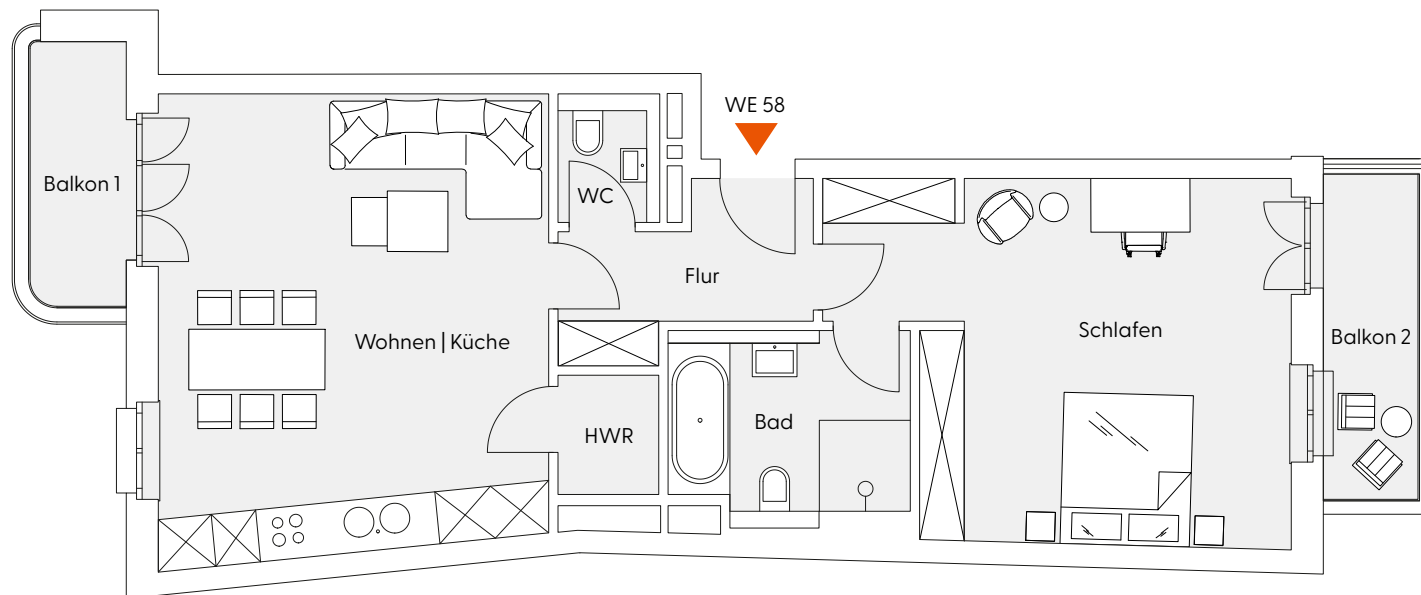 WE 58
Balkon 1
WC
Flur
Wohnen | Küche
Schlafen
Balkon 2
HWR
Bad